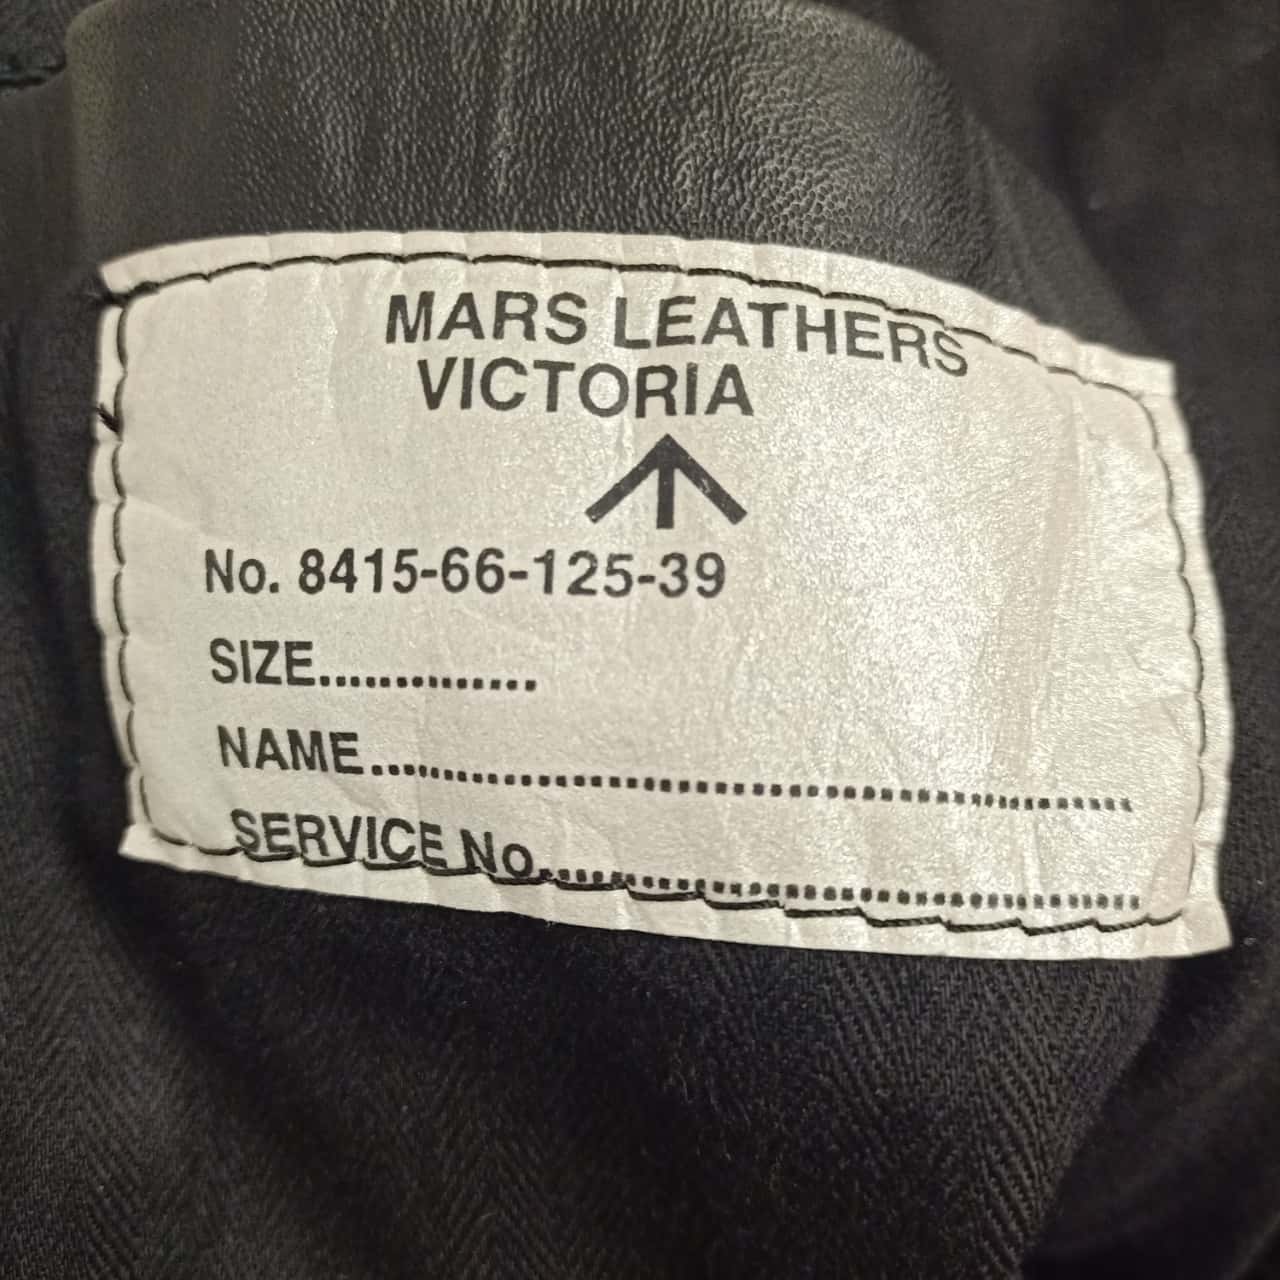 MARS LEATHERS
VICTORIA
No. 8415-66-125-39
SIZE..............
NAME..................................................
SERVICE No..........................................